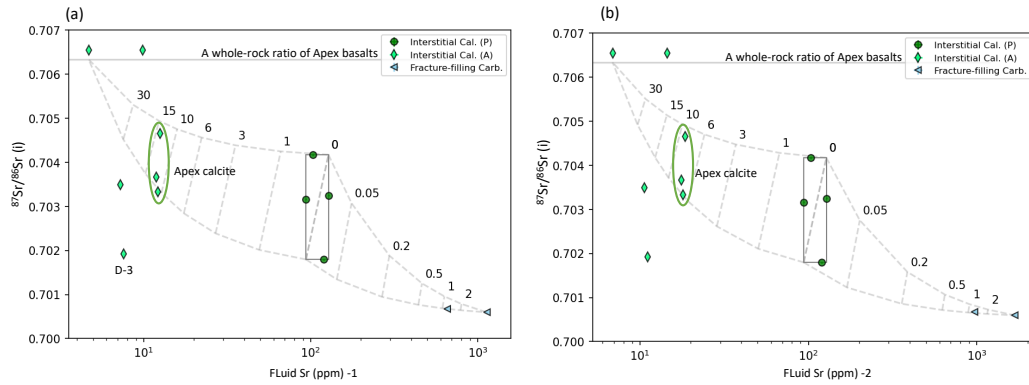 (a)
0.707
0.706
0.705
0.704
0.703
0.702
0.701
0.700
⁸⁷Sr/⁸⁶Sr (i)
A whole-rock ratio of Apex basalts
Interstitial Cal. (P)
Interstitial Cal. (A)
Fracture-filling Carb.
30
15
10
6
3
1
0
0.05
0.2
0.5
1
2
Apex calcite
D-3
10¹
10²
10³
FLuid Sr (ppm) -1
(b)
0.707
0.706
0.705
0.704
0.703
0.702
0.701
0.700
⁸⁷Sr/⁸⁶Sr (i)
A whole-rock ratio of Apex basalts
Interstitial Cal. (P)
Interstitial Cal. (A)
Fracture-filling Carb.
30
15
10
6
3
1
0
0.05
0.2
0.5
1
2
Apex calcite
10¹
10²
10³
FLuid Sr (ppm) -2